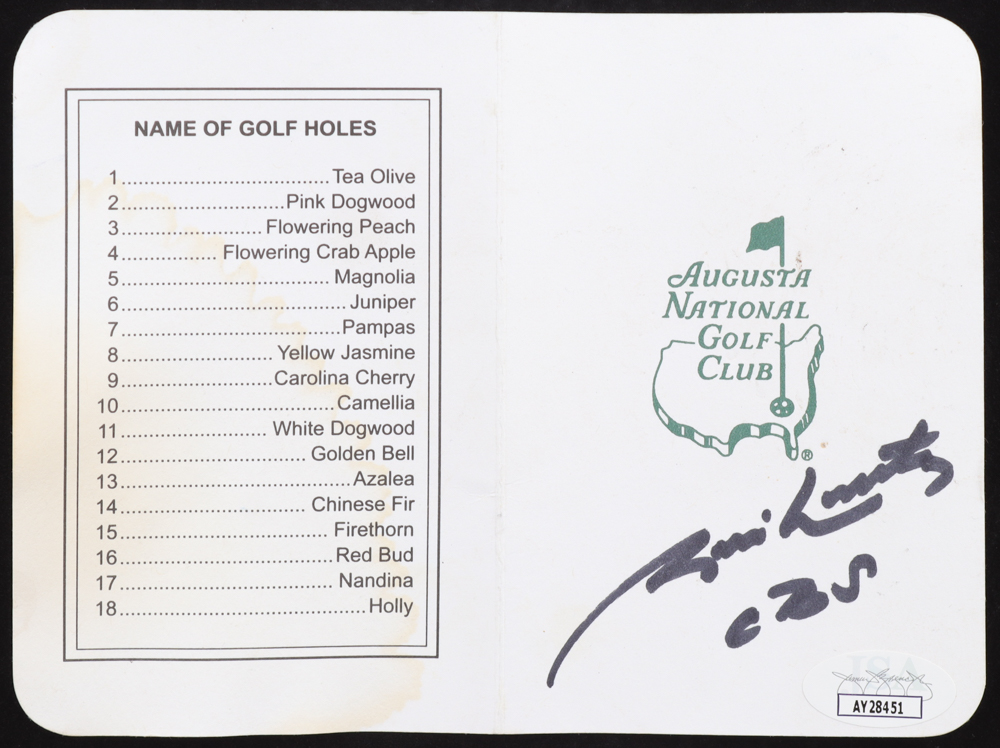 NAME OF GOLF HOLES
1..................................Tea Olive
2...........................Pink Dogwood
3.......................Flowering Peach
4................Flowering Crab Apple
5...................................Magnolia
6.....................................Juniper
7....................................Pampas
8.........................Yellow Jasmine
9.........................Carolina Cherry
10...................................Camellia
11........................White Dogwood
12...............................Golden Bell
13......................................Azalea
14..............................Chinese Fir
15..................................Firethorn
16....................................Red Bud
17...................................Nandina
18.........................................Holly
AUGUSTA
NATIONAL
GOLF
CLUB
®
CBS
JSA
AY28451